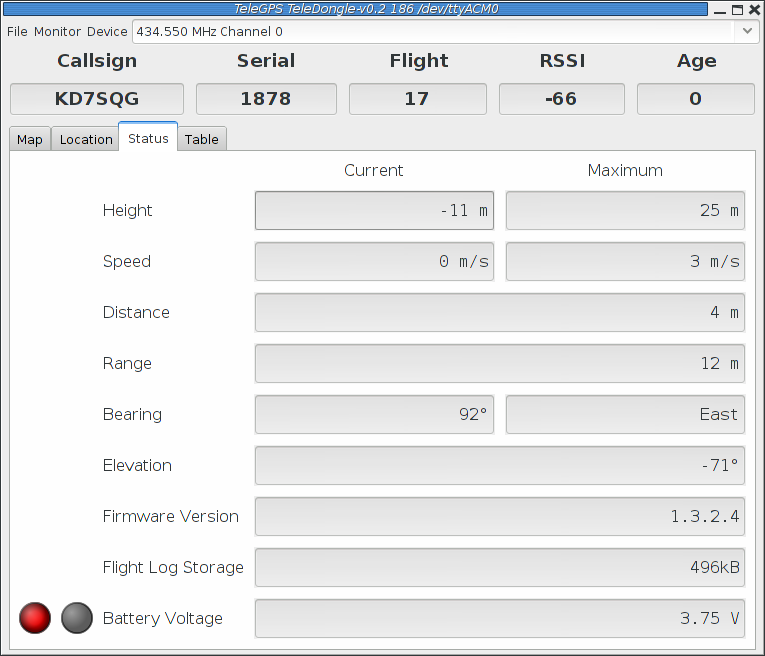 TeleGPS TeleDongle-v0.2 186 /dev/ttyACM0
File Monitor Device 434.550 MHz Channel 0
Callsign Serial Flight RSSI Age
KD7SQG 1878 17 -66 0
Map Location Status Table
Current Maximum
Height -11 m 25 m
Speed 0 m/s 3 m/s
Distance 4 m
Range 12 m
Bearing 92° East
Elevation -71°
Firmware Version 1.3.2.4
Flight Log Storage 496kB
Battery Voltage 3.75 V